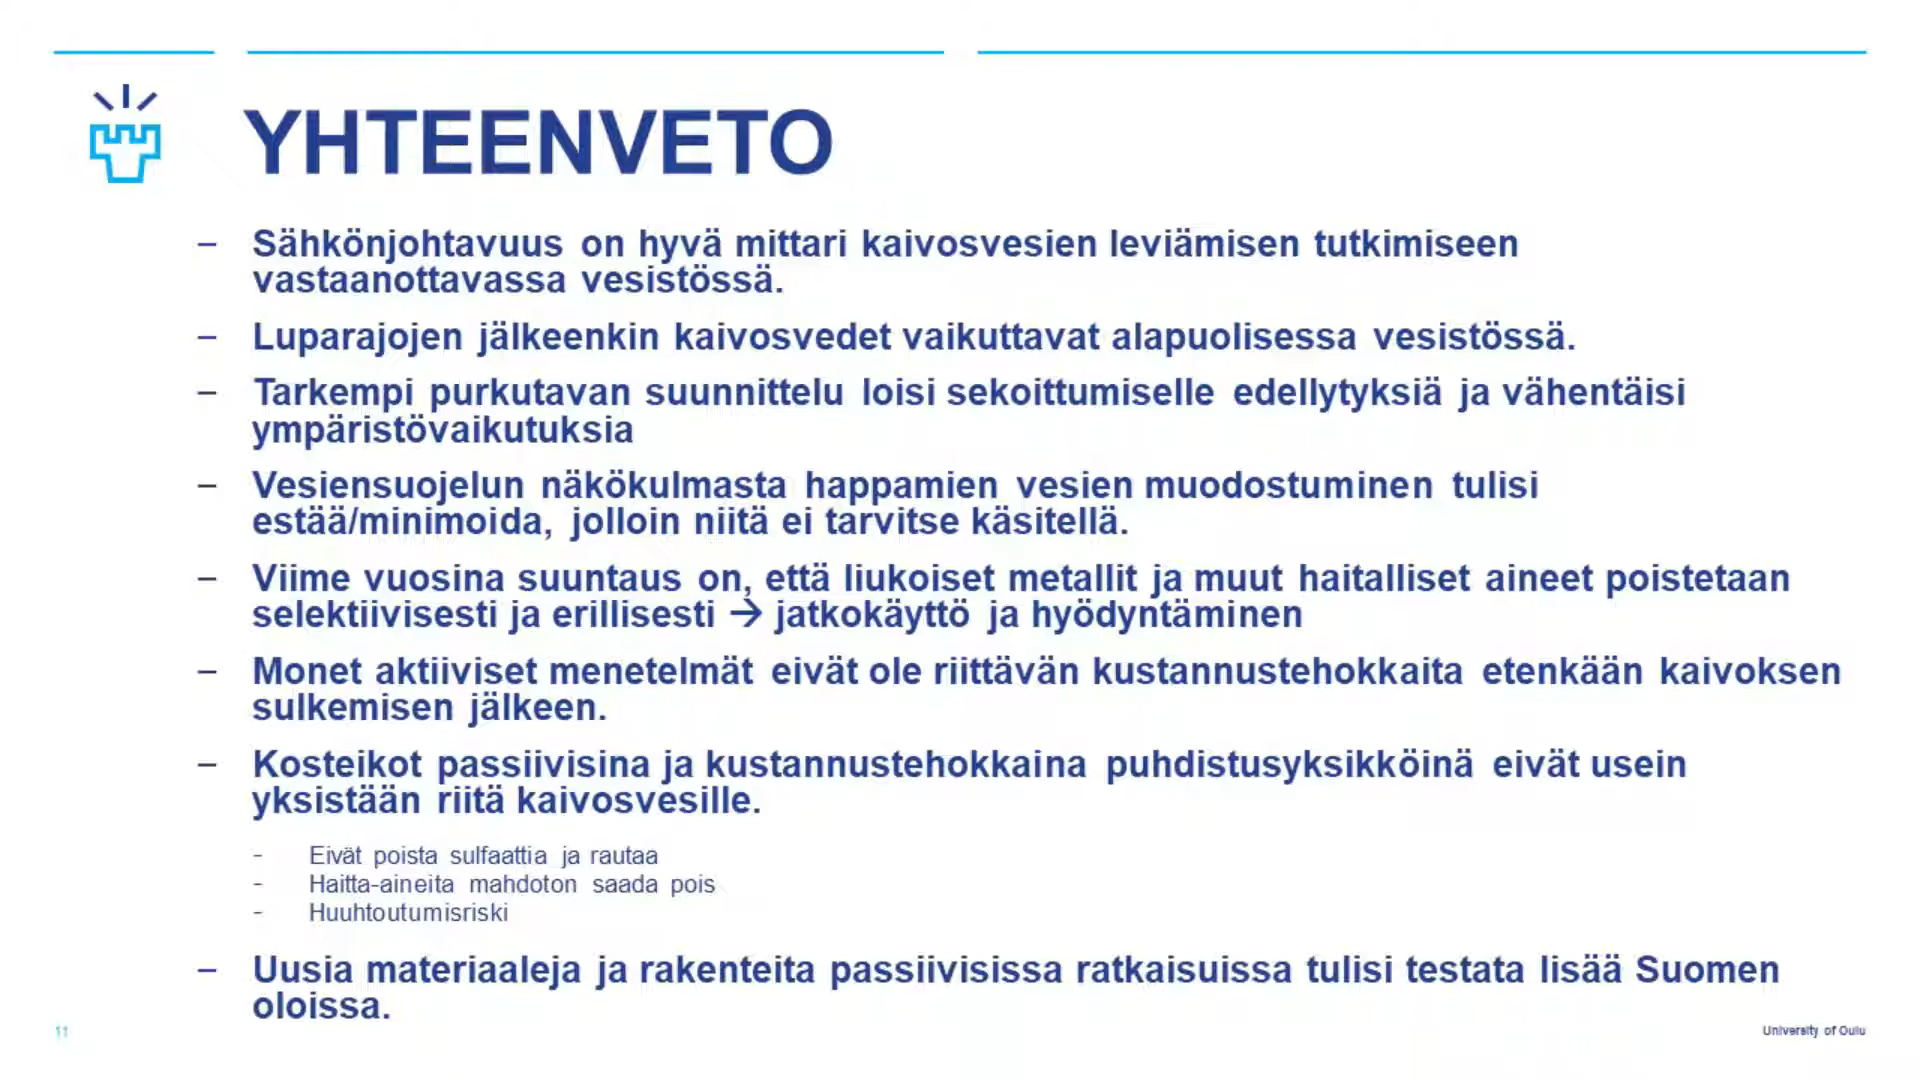 YHTEENVETO
– Sähkönjohtavuus on hyvä mittari kaivosvesien leviämisen tutkimiseen
vastaanottavassa vesistössä.
– Luparajojen jälkeenkin kaivosvedet vaikuttavat alapuolisessa vesistössä.
– Tarkempi purkutavan suunnittelu loisi sekoittumiselle edellytyksiä ja vähentäisi
ympäristövaikutuksia
– Vesiensuojelun näkökulmasta happamien vesien muodostuminen tulisi
estää/minimoida, jolloin niitä ei tarvitse käsitellä.
– Viime vuosina suuntaus on, että liukoiset metallit ja muut haitalliset aineet poistetaan
selektiivisesti ja erillisesti → jatkokäyttö ja hyödyntäminen
– Monet aktiiviset menetelmät eivät ole riittävän kustannustehokkaita etenkään kaivoksen
sulkemisen jälkeen.
– Kosteikot passiivisina ja kustannustehokkaina puhdistusyksikköinä eivät usein
yksistään riitä kaivosvesille.
- Eivät poista sulfaattia ja rautaa
- Haitta-aineita mahdoton saada pois
- Huuhtoutumisriski
– Uusia materiaaleja ja rakenteita passiivisissa ratkaisuissa tulisi testata lisää Suomen
oloissa.
11
University of Oulu